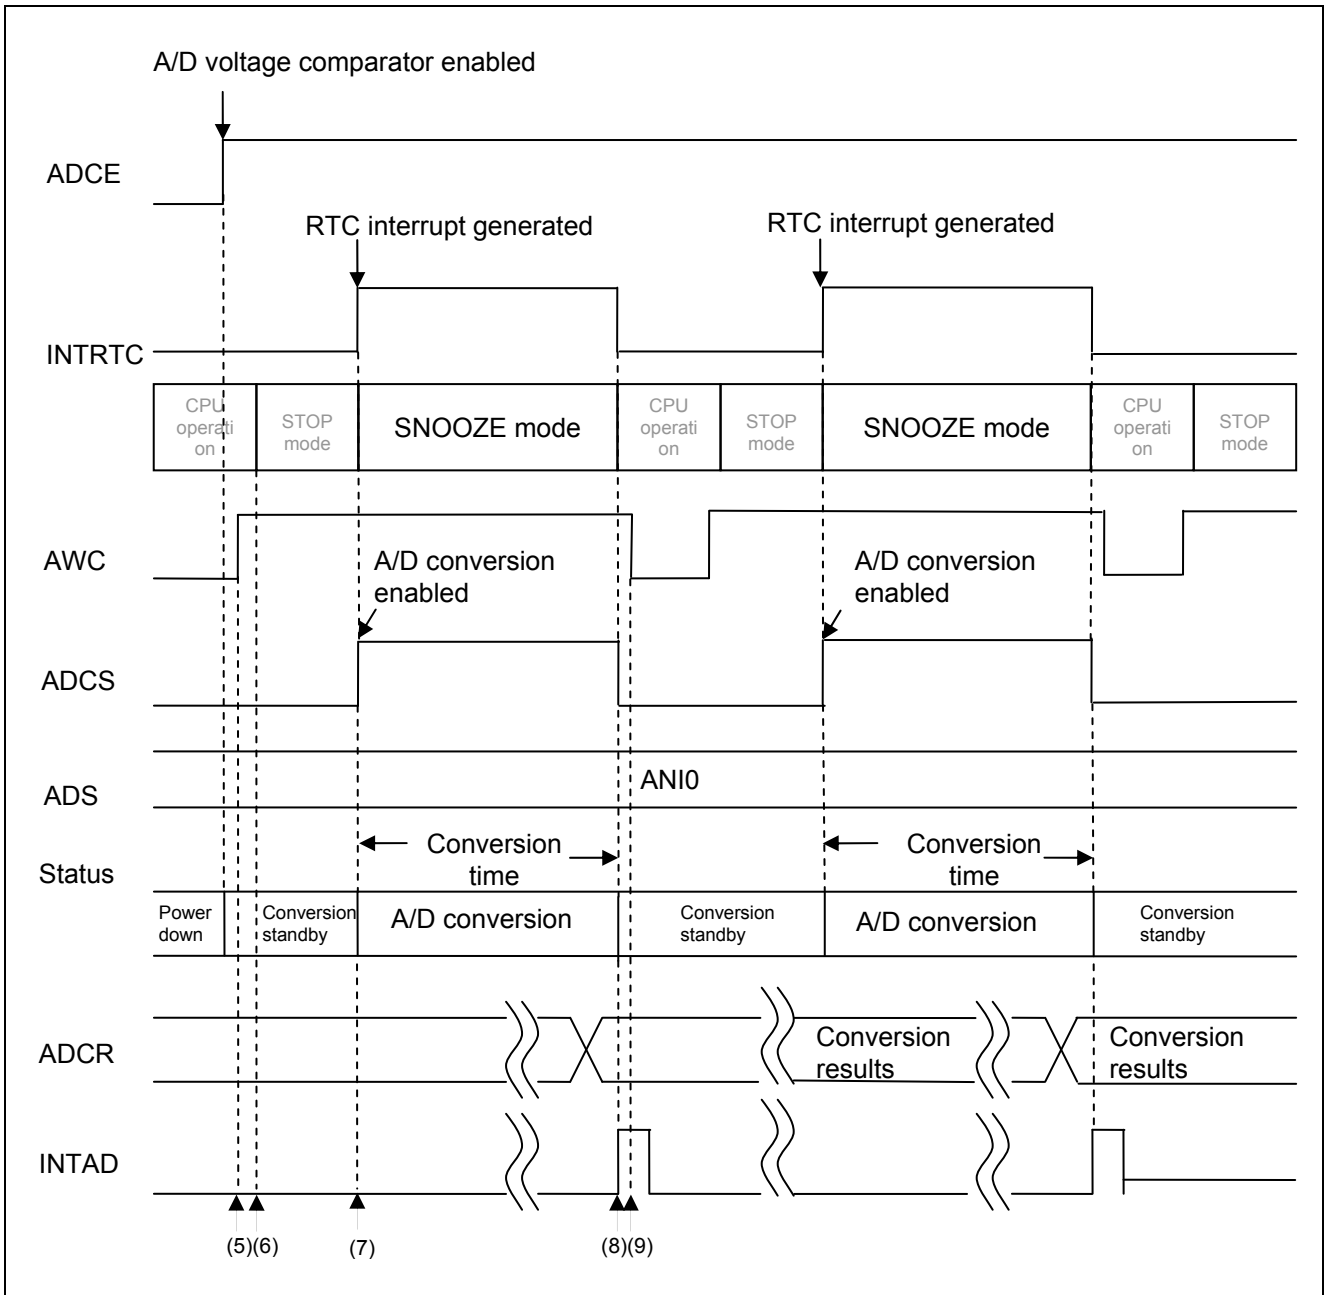 A/D voltage comparator enabled
ADCE
RTC interrupt generated
RTC interrupt generated
INTRTC
CPU
operati
on
STOP
mode
SNOOZE mode
CPU
operati
on
STOP
mode
SNOOZE mode
CPU
operati
on
STOP
mode
AWC
A/D conversion
enabled
A/D conversion
enabled
ADCS
ADS
ANI0
Status
Conversion
time
Conversion
time
Power
down
Conversion
standby
A/D conversion
Conversion
standby
A/D conversion
Conversion
standby
ADCR
Conversion
results
Conversion
results
INTAD
(5)(6)
(7)
(8)(9)